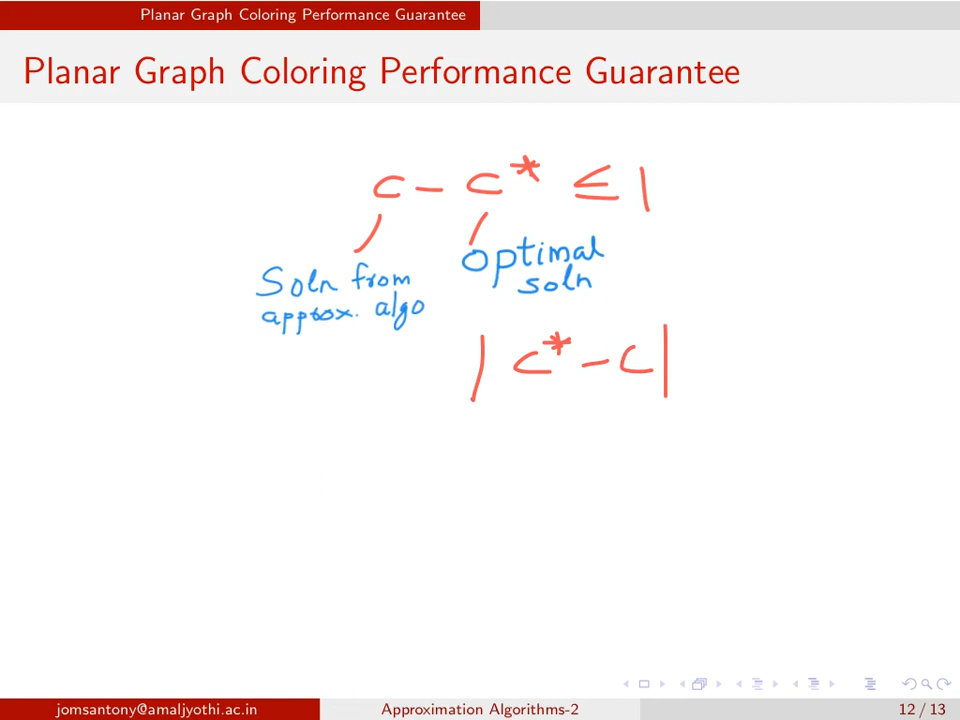 Planar Graph Coloring Performance Guarantee
Planar Graph Coloring Performance Guarantee
c - c* ≤ 1
Soln from
approx. algo
optimal
soln
| c* - c |
jomsantony@amaljyothi.ac.in Approximation Algorithms-2 12 / 13